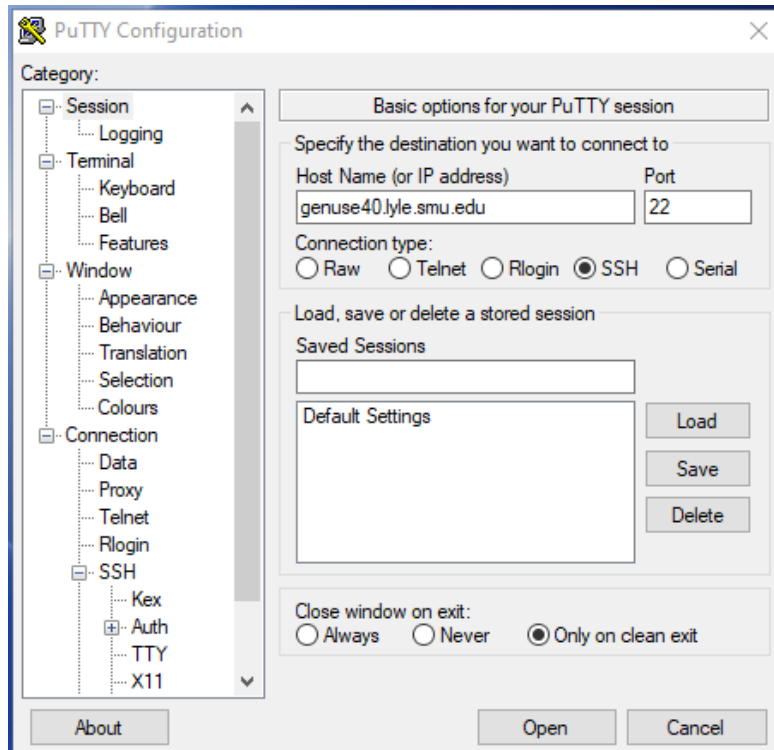 PuTTY Configuration
Category:
Session
Logging
Terminal
Keyboard
Bell
Features
Window
Appearance
Behaviour
Translation
Selection
Colours
Connection
Data
Proxy
Telnet
Rlogin
SSH
Kex
Auth
TTY
X11
Basic options for your PuTTY session
Specify the destination you want to connect to
Host Name (or IP address) Port
genuse40.lyle.smu.edu 22
Connection type:
Raw Telnet Rlogin SSH Serial
Load, save or delete a stored session
Saved Sessions
Default Settings
Load
Save
Delete
Close window on exit:
Always Never Only on clean exit
About Open Cancel